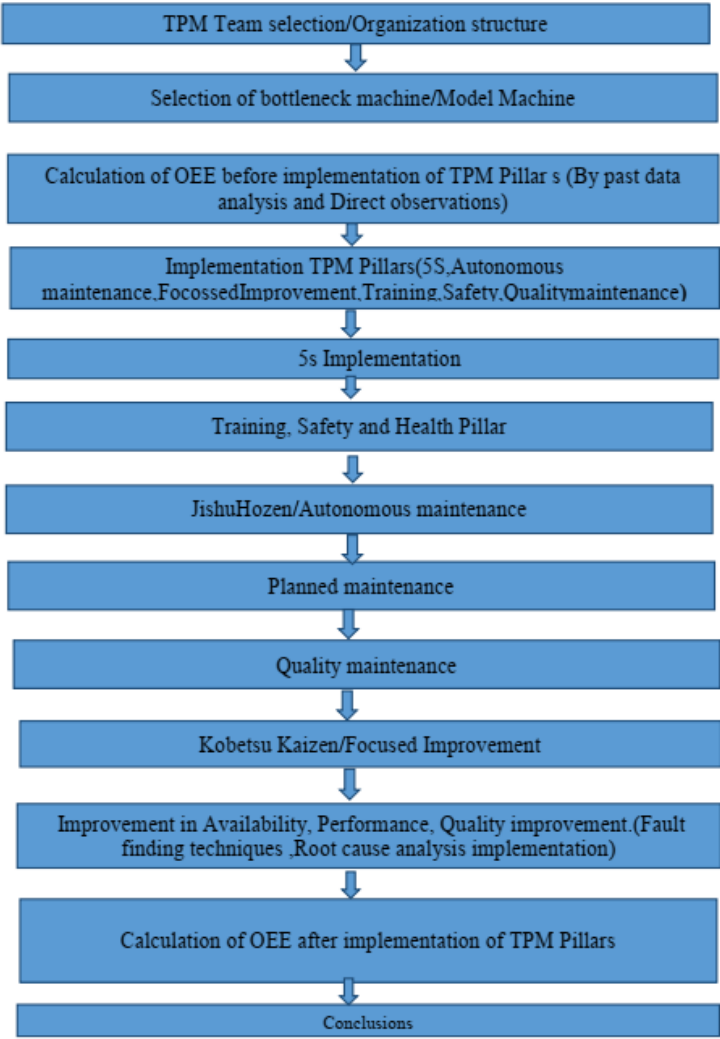 TPM Team selection/Organization structure
Selection of bottleneck machine/Model Machine
Calculation of OEE before implementation of TPM Pillar s (By past data
analysis and Direct observations)
Implementation TPM Pillars(5S,Autonomous
maintenance,FocossedImprovement,Training,Safety,Qualitymaintenance)
5s Implementation
Training, Safety and Health Pillar
JishuHozen/Autonomous maintenance
Planned maintenance
Quality maintenance
Kobetsu Kaizen/Focused Improvement
Improvement in Availability, Performance, Quality improvement.(Fault
finding techniques ,Root cause analysis implementation)
Calculation of OEE after implementation of TPM Pillars
Conclusions